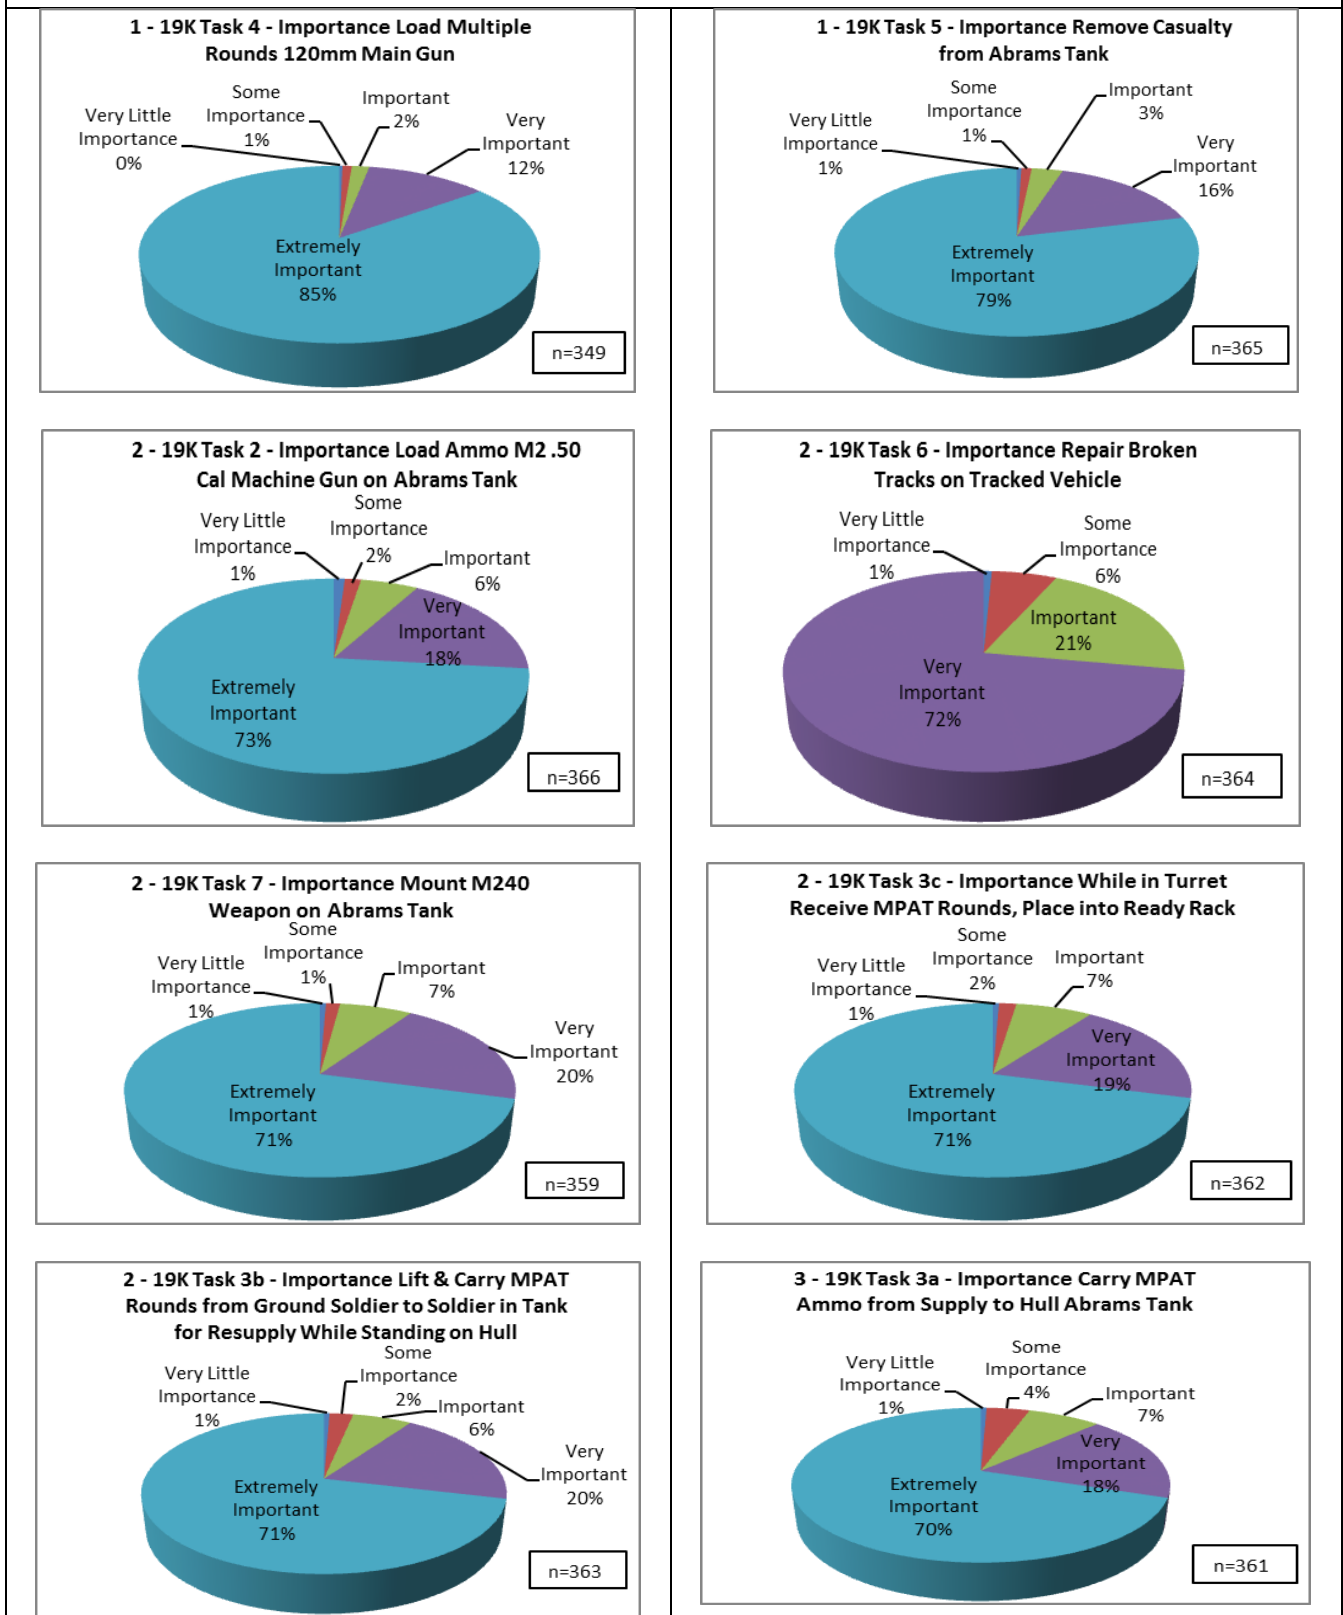 1 - 19K Task 4 - Importance Load Multiple
Rounds 120mm Main Gun
Very Little
Importance
0%
Some
Importance
1%
Important
2%
Very
Important
12%
Extremely
Important
85%
n=349
1 - 19K Task 5 - Importance Remove Casualty
from Abrams Tank
Very Little
Importance
1%
Some
Importance
1%
Important
3%
Very
Important
16%
Extremely
Important
79%
n=365
2 - 19K Task 2 - Importance Load Ammo M2 .50
Cal Machine Gun on Abrams Tank
Very Little
Importance
1%
Some
Importance
2%
Important
6%
Very
Important
18%
Extremely
Important
73%
n=366
2 - 19K Task 6 - Importance Repair Broken
Tracks on Tracked Vehicle
Very Little
Importance
1%
Some
Importance
6%
Important
21%
Very
Important
72%
n=364
2 - 19K Task 7 - Importance Mount M240
Weapon on Abrams Tank
Very Little
Importance
1%
Some
Importance
1%
Important
7%
Very
Important
20%
Extremely
Important
71%
n=359
2 - 19K Task 3c - Importance While in Turret
Receive MPAT Rounds, Place into Ready Rack
Very Little
Importance
1%
Some
Importance
2%
Important
7%
Very
Important
19%
Extremely
Important
71%
n=362
2 - 19K Task 3b - Importance Lift & Carry MPAT
Rounds from Ground Soldier to Soldier in Tank
for Resupply While Standing on Hull
Very Little
Importance
1%
Some
Importance
2%
Important
6%
Very
Important
20%
Extremely
Important
71%
n=363
3 - 19K Task 3a - Importance Carry MPAT
Ammo from Supply to Hull Abrams Tank
Very Little
Importance
1%
Some
Importance
4%
Important
7%
Very
Important
18%
Extremely
Important
70%
n=361